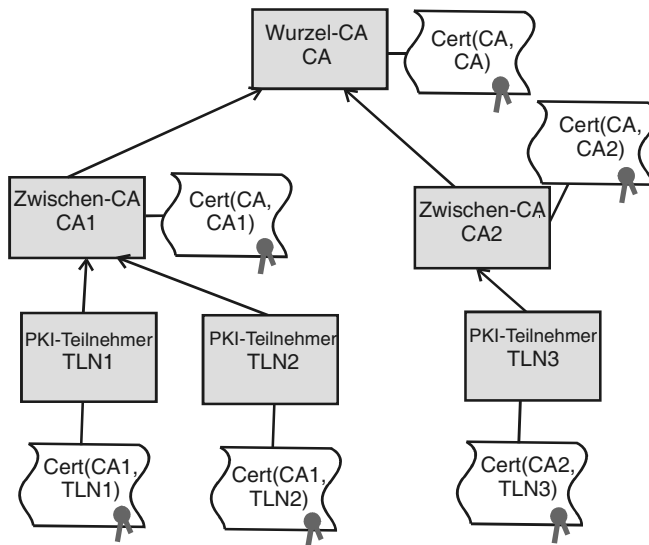 Wurzel-CA
CA
Cert(CA,
CA)
Cert(CA,
CA2)
Zwischen-CA
CA1
Cert(CA,
CA1)
Zwischen-CA
CA2
PKI-Teilnehmer
TLN1
PKI-Teilnehmer
TLN2
PKI-Teilnehmer
TLN3
Cert(CA1,
TLN1)
Cert(CA1,
TLN2)
Cert(CA2,
TLN3)